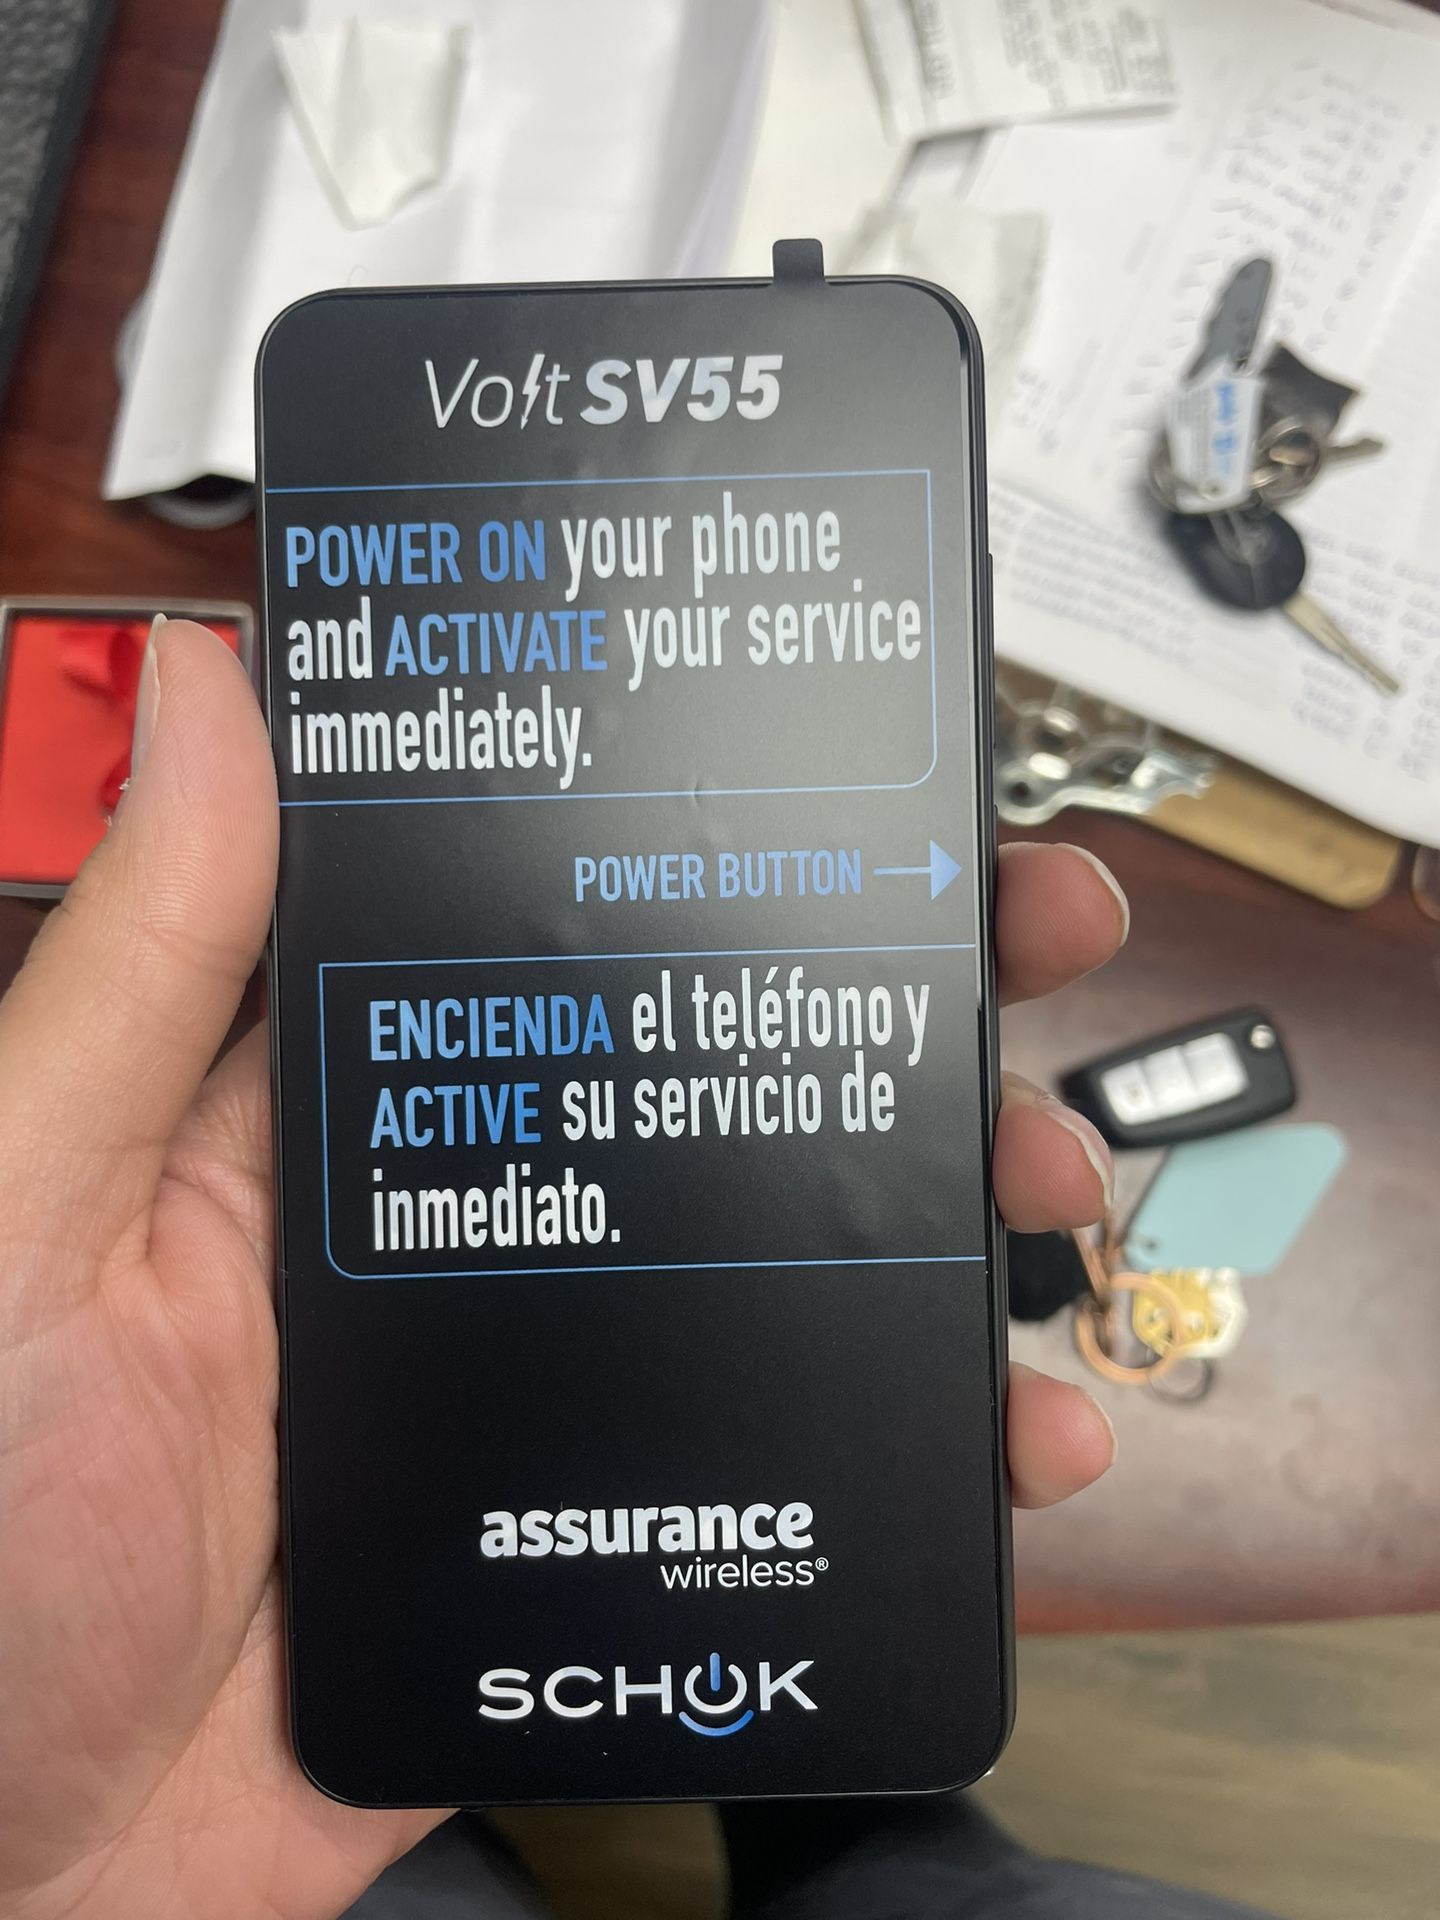 Volt SV55
POWER ON your phone
and ACTIVATE your service
immediately.
POWER BUTTON
ENCIENDA el teléfono y
ACTIVE su servicio de
inmediato.
assurance
wireless®
SCHOK